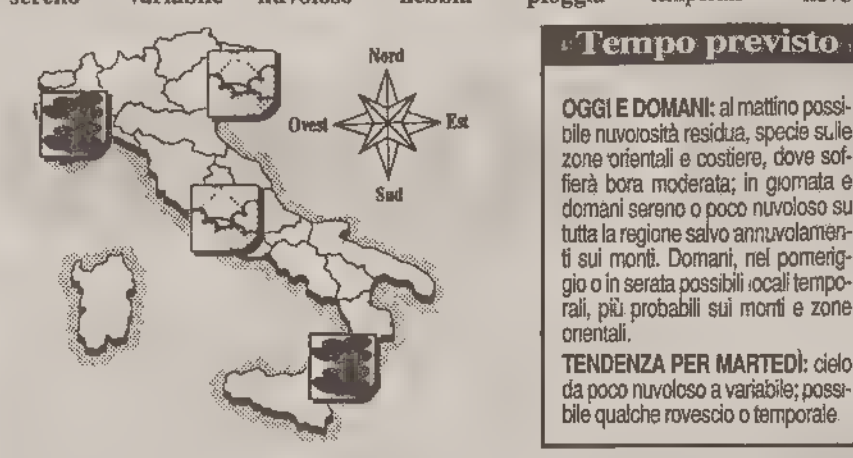 sereno variabile nuvoloso nebbia pioggia
Nord
Ovest Est
Sud
Tempo previsto
OGGI E DOMANI: al mattino possi-
bile nuvolosità residua, specie sulle
zone orientali e costiere, dove sof-
fierà bora moderata; in giornata e
domani sereno o poco nuvoloso su
tutta la regione salvo annuvolamen-
ti sui monti. Domani, nel pomerig-
gio o in serata possibili locali tempo-
rali, più probabili sui monti e zone
orientali.
TENDENZA PER MARTEDÌ: cielo
da poco nuvoloso a variabile; possi-
bile qualche rovescio o temporale.